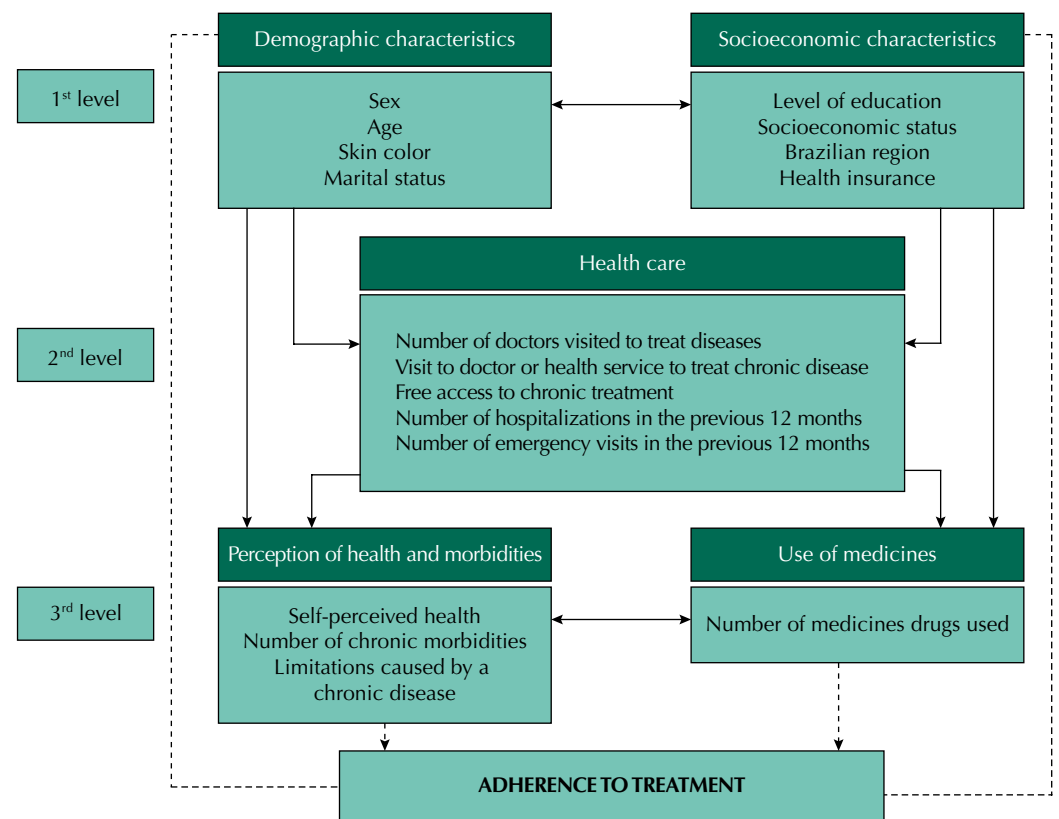 Demographic characteristics
Socioeconomic characteristics
1st level
Sex
Age
Skin color
Marital status
Level of education
Socioeconomic status
Brazilian region
Health insurance
Health care
2nd level
Number of doctors visited to treat diseases
Visit to doctor or health service to treat chronic disease
Free access to chronic treatment
Number of hospitalizations in the previous 12 months
Number of emergency visits in the previous 12 months
Perception of health and morbidities
Use of medicines
3rd level
Self-perceived health
Number of chronic morbidities
Limitations caused by a
chronic disease
Number of medicines drugs used
ADHERENCE TO TREATMENT